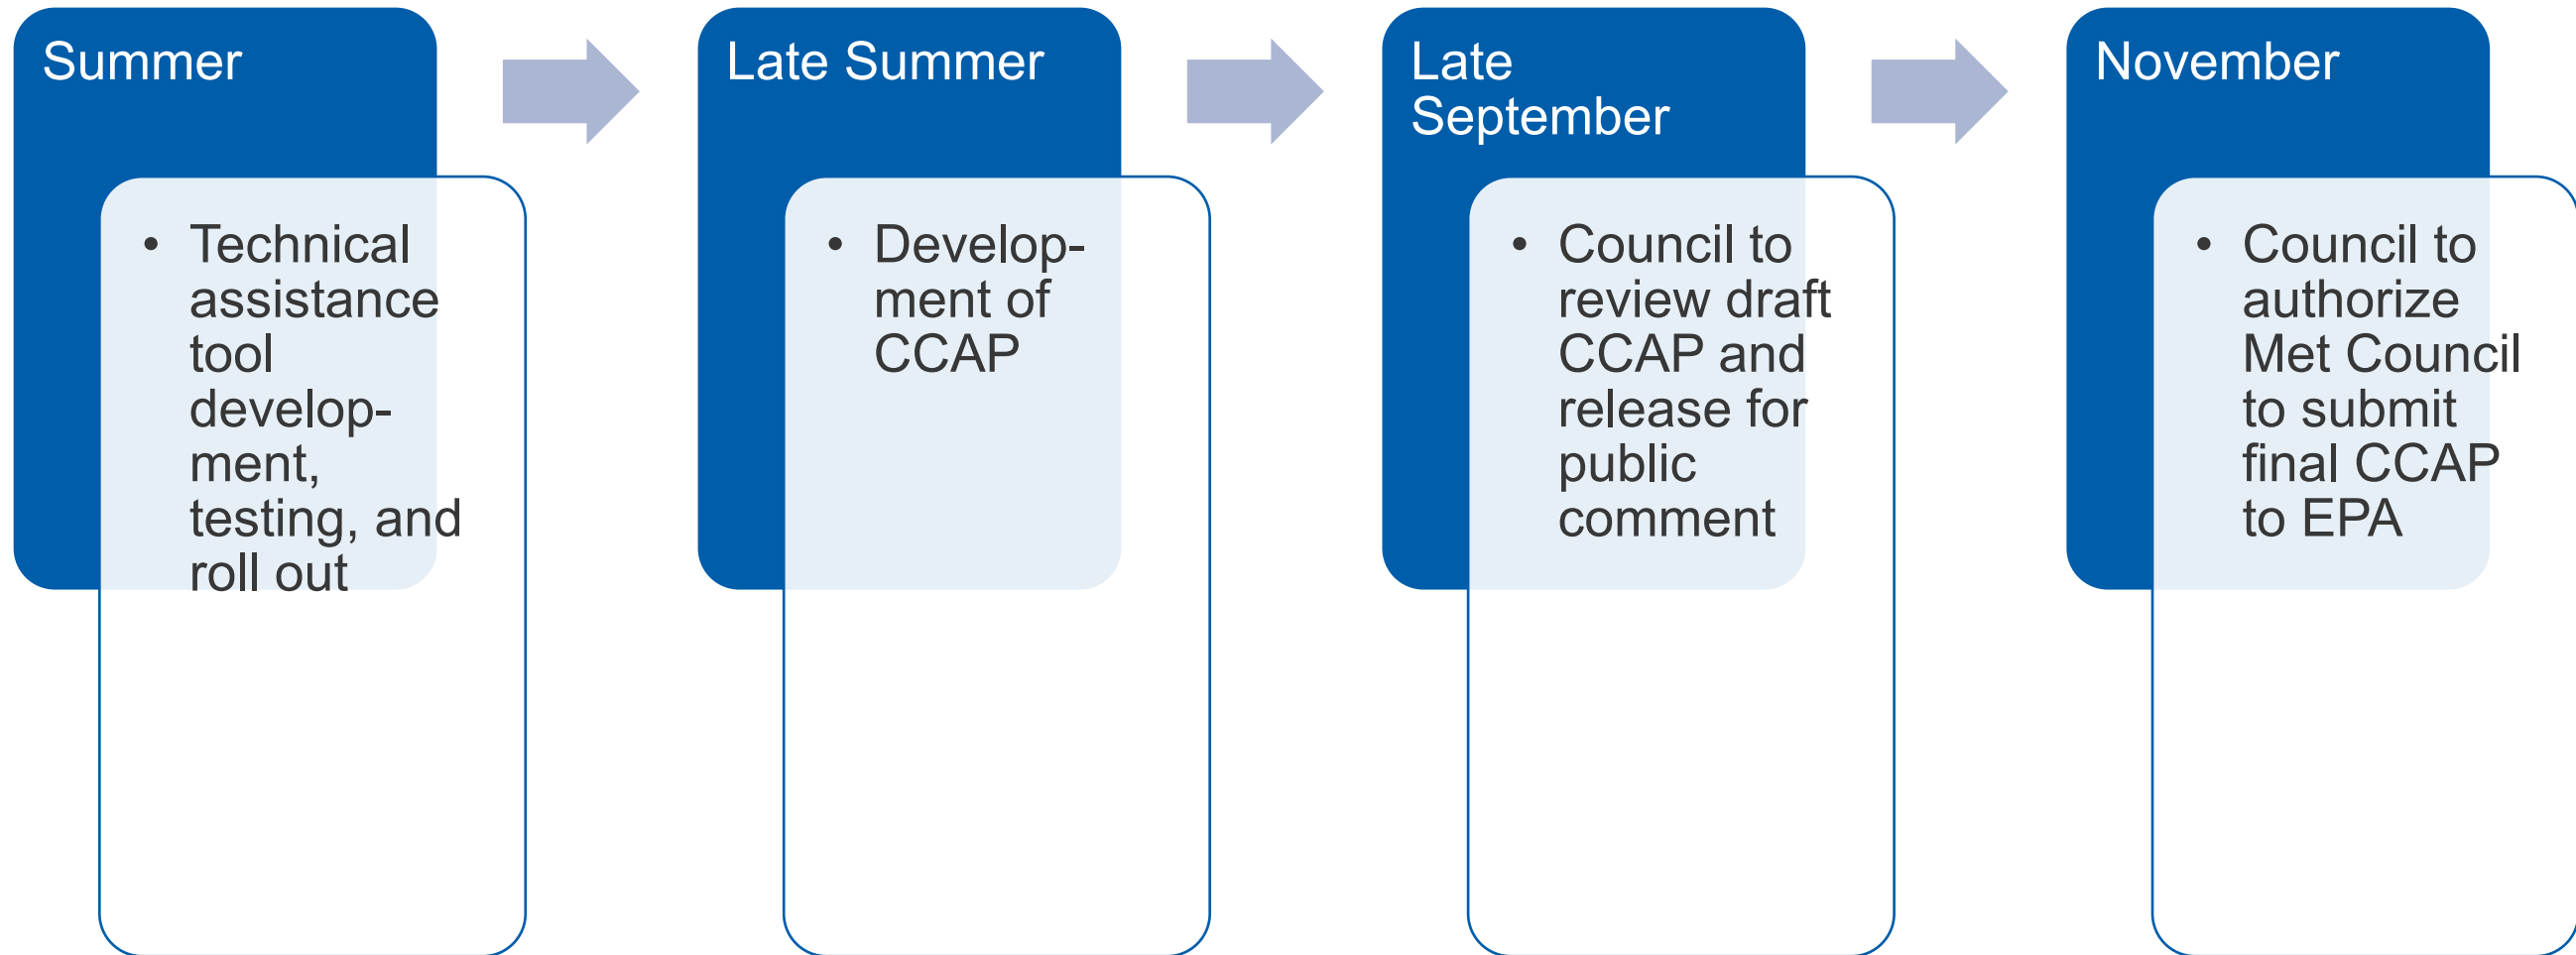 Summer
• Technical
assistance
tool
develop-
ment,
testing, and
roll out
Late Summer
• Develop-
ment of
CCAP
Late
September
• Council to
review draft
CCAP and
release for
public
comment
November
• Council to
authorize
Met Council
to submit
final CCAP
to EPA